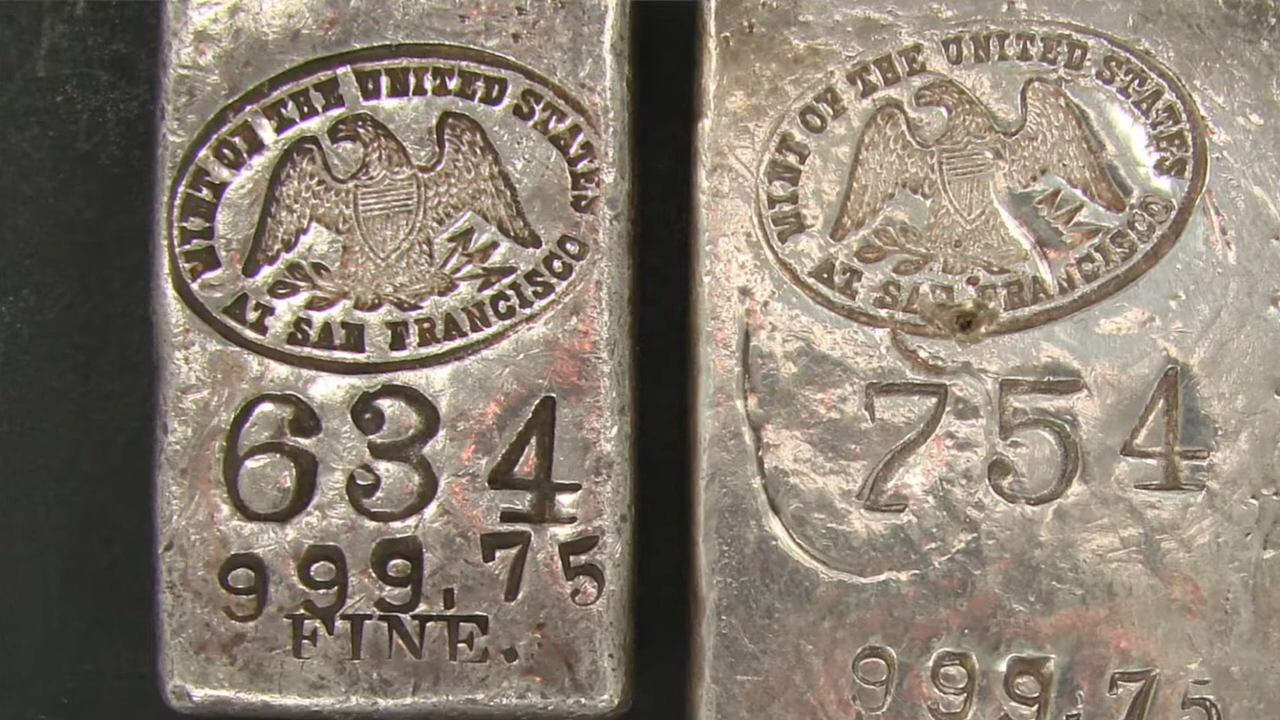 MINT OF THE UNITED STATES
AT SAN FRANCISCO
634
999.75
FINE.
MINT OF THE UNITED STATES
AT SAN FRANCISCO
754
999.75